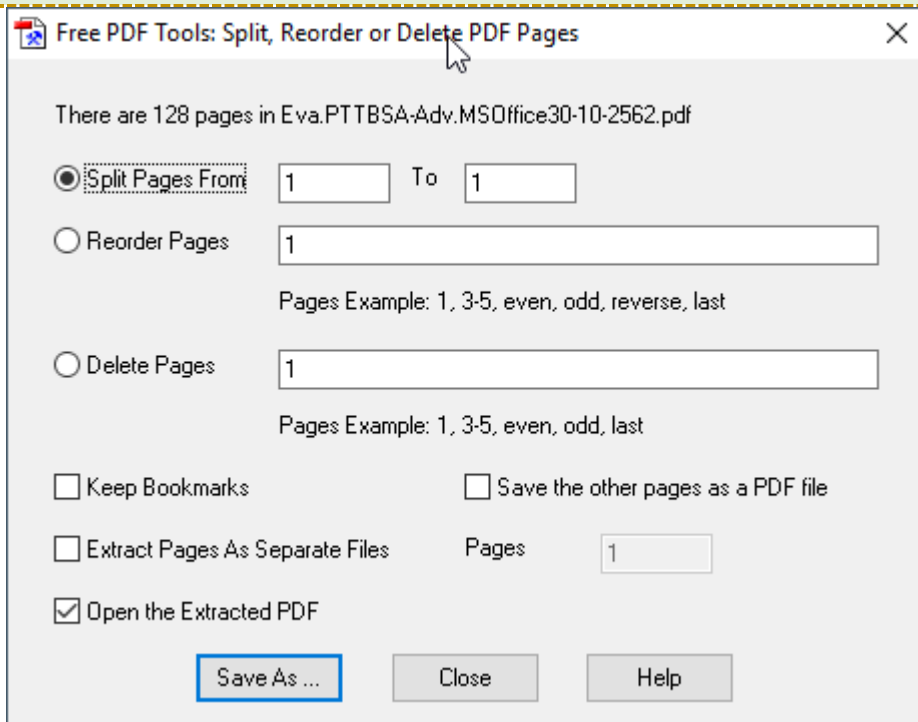 Free PDF Tools: Split, Reorder or Delete PDF Pages
There are 128 pages in Eva.PTTBSA-Adv.MSOffice30-10-2562.pdf
Split Pages From 1 To 1
Reorder Pages 1
Pages Example: 1, 3-5, even, odd, reverse, last
Delete Pages 1
Pages Example: 1, 3-5, even, odd, last
Keep Bookmarks Save the other pages as a PDF file
Extract Pages As Separate Files Pages 1
Open the Extracted PDF
Save As ... Close Help